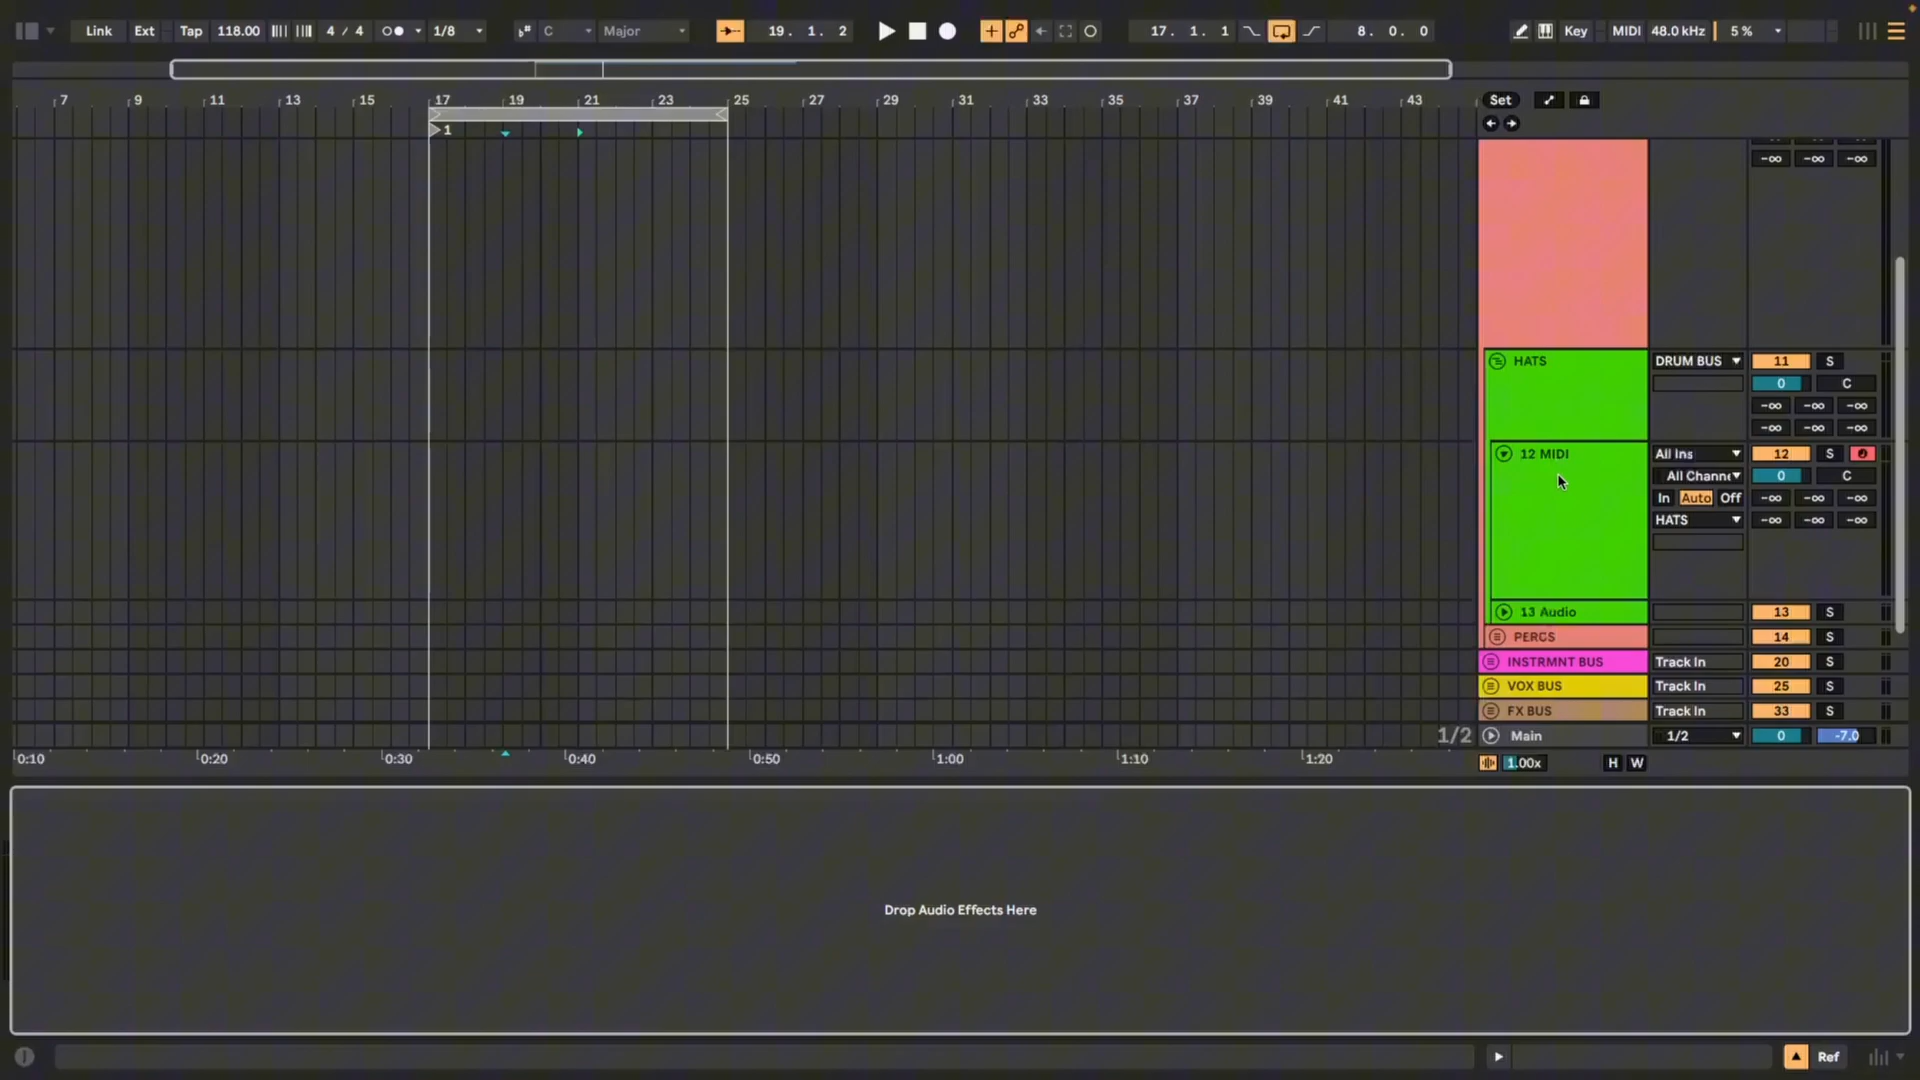 Link Ext Tap 118.00 4 / 4 1/8 C Major 19. 1. 2 17. 1. 1 8. 0. 0 Key MIDI 48.0 kHz 5 %
7 9 11 13 15 17 19 21 23 25 27 29 31 33 35 37 39 41 43 Set
1
-∞ -∞ -∞
HATS DRUM BUS 11 S
0 C
-∞ -∞ -∞
-∞ -∞ -∞
12 MIDI All Ins 12 S
All Channe 0 C
In Auto Off -∞ -∞ -∞
HATS -∞ -∞ -∞
13 Audio 13 S
PERCS 14 S
INSTRMNT BUS Track In 20 S
VOX BUS Track In 25 S
FX BUS Track In 33 S
1/2 Main 1/2 0 -7.0
0:10 0:20 0:30 0:40 0:50 1:00 1:10 1:20 1.00x H W
Drop Audio Effects Here
Ref